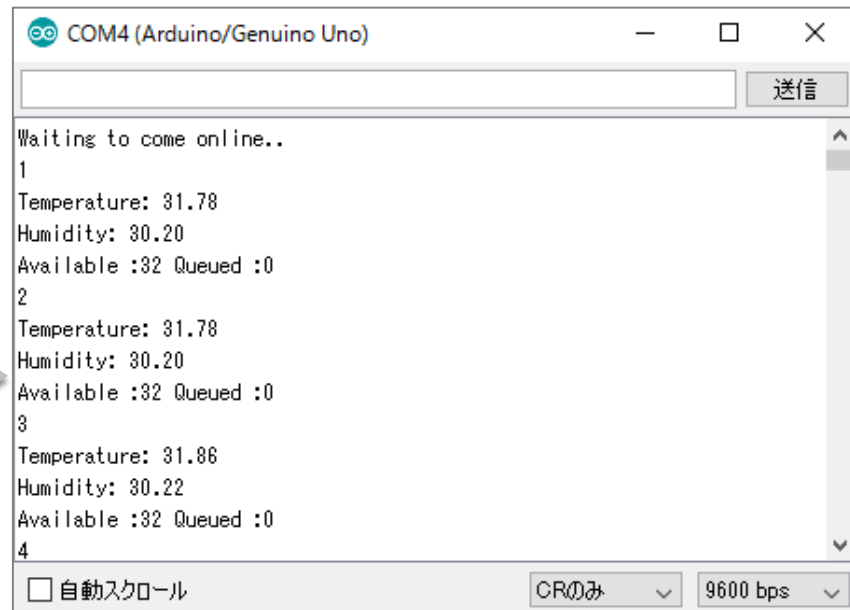 COM4 (Arduino/Genuino Uno)
送信
Waiting to come online..
1
Temperature: 31.78
Humidity: 30.20
Available :32 Queued :0
2
Temperature: 31.78
Humidity: 30.20
Available :32 Queued :0
3
Temperature: 31.86
Humidity: 30.22
Available :32 Queued :0
4
自動スクロール CRのみ 9600 bps